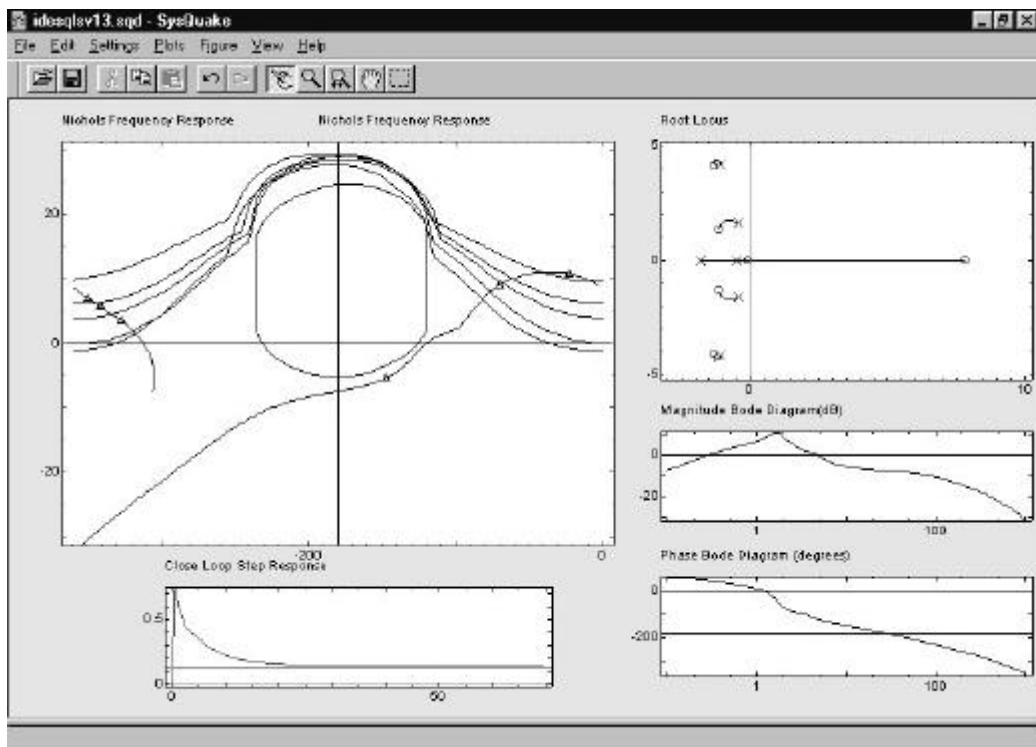 idesqlsv13.sqd - SysQuake
File Edit Settings Plots Figure View Help
Nichols Frequency Response Nichols Frequency Response
20
0
-20
-200 0
Root Locus
5
0
-5
0 10
Magnitude Bode Diagram(dB)
0
-20
1 100
Phase Bode Diagram (degrees)
0
-200
1 100
Close Loop Step Response
0.5
0
0 50